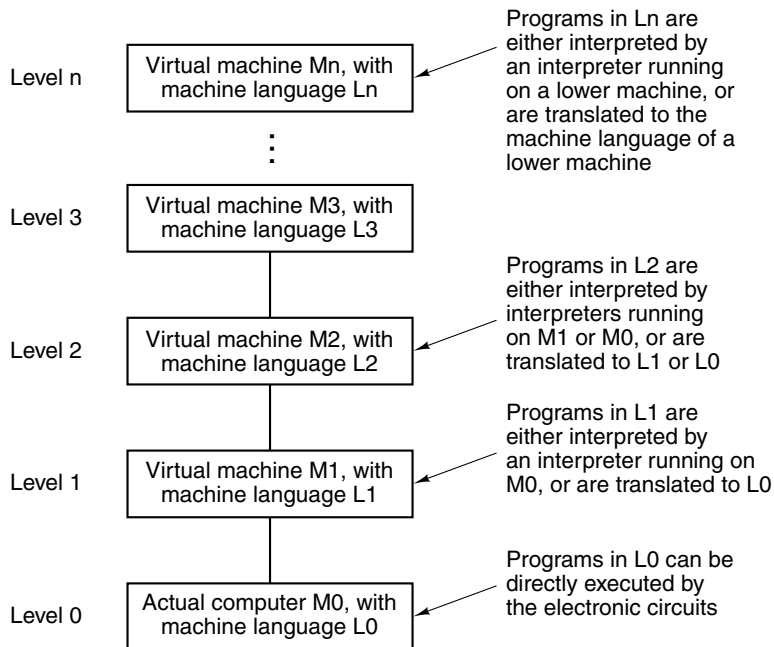 Programs in Ln are
either interpreted by
an interpreter running
on a lower machine, or
are translated to the
machine language of a
lower machine
Level n
Virtual machine Mn, with
machine language Ln
Level 3
Virtual machine M3, with
machine language L3
Programs in L2 are
either interpreted by
interpreters running
on M1 or M0, or are
translated to L1 or L0
Level 2
Virtual machine M2, with
machine language L2
Programs in L1 are
either interpreted by
an interpreter running on
M0, or are translated to L0
Level 1
Virtual machine M1, with
machine language L1
Programs in L0 can be
directly executed by
the electronic circuits
Level 0
Actual computer M0, with
machine language L0